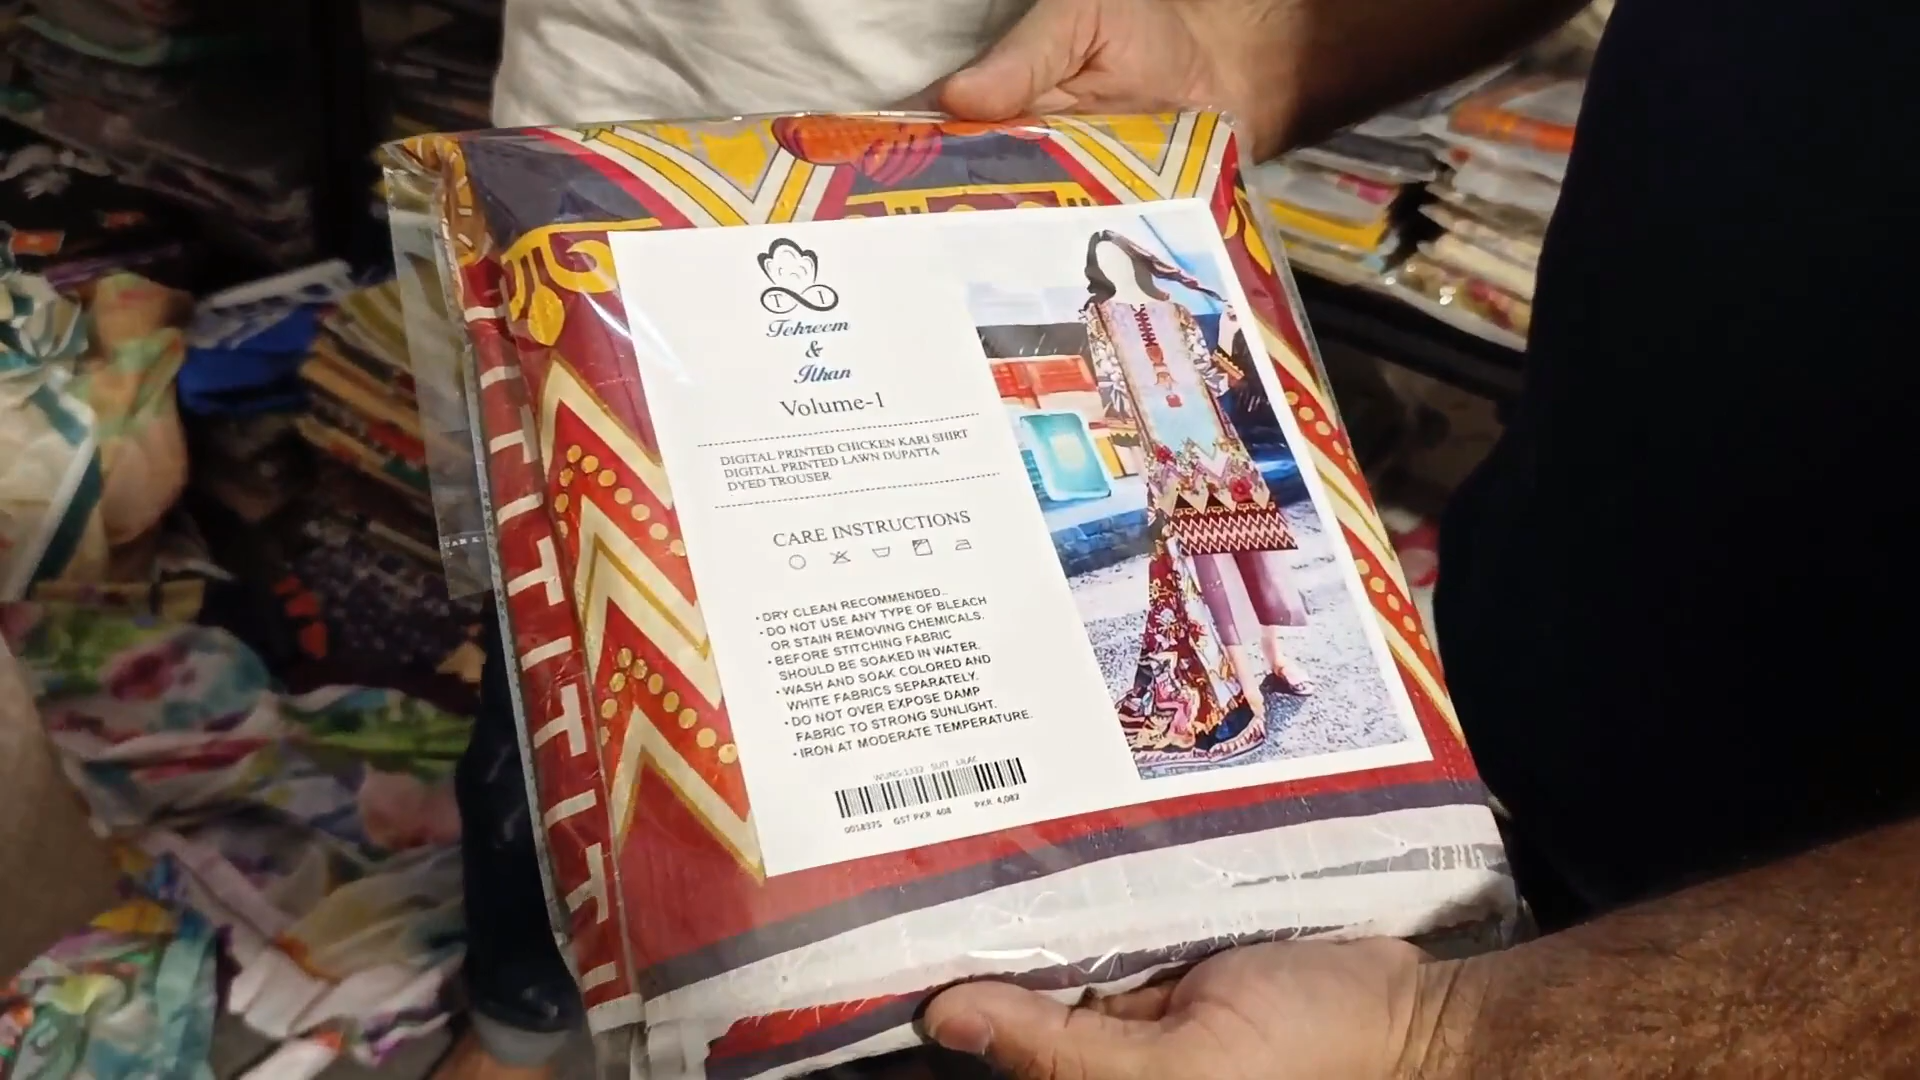 T I
Tehreem
&
Ilhan
Volume-1
DIGITAL PRINTED CHICKEN KARI SHIRT
DIGITAL PRINTED LAWN DUPATTA
DYED TROUSER
CARE INSTRUCTIONS
• DRY CLEAN RECOMMENDED..
• DO NOT USE ANY TYPE OF BLEACH
OR STAIN REMOVING CHEMICALS.
• BEFORE STITCHING FABRIC
SHOULD BE SOAKED IN WATER.
• WASH AND SOAK COLORED AND
WHITE FABRICS SEPARATELY.
• DO NOT OVER EXPOSE DAMP
FABRIC TO STRONG SUNLIGHT.
• IRON AT MODERATE TEMPERATURE.
SUIT LILAC
0018375 GST PKR 408 PKR 4,082